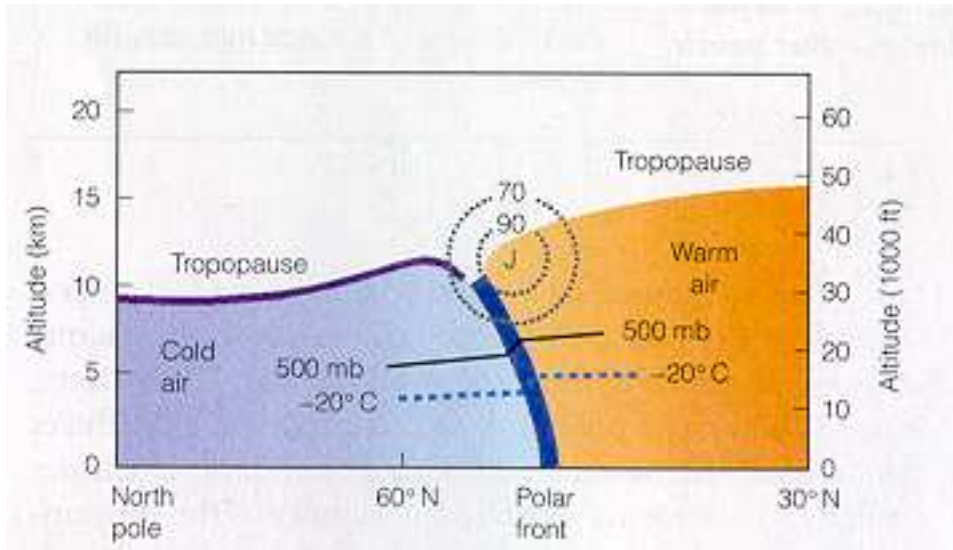 20
15
10
5
0
Altitude (km)
60
50
40
30
20
10
0
Altitude (1000 ft)
Tropopause
70
90
J
Tropopause
Warm
air
Cold
air
500 mb
500 mb
–20° C
–20° C
North
pole
60° N
Polar
front
30° N